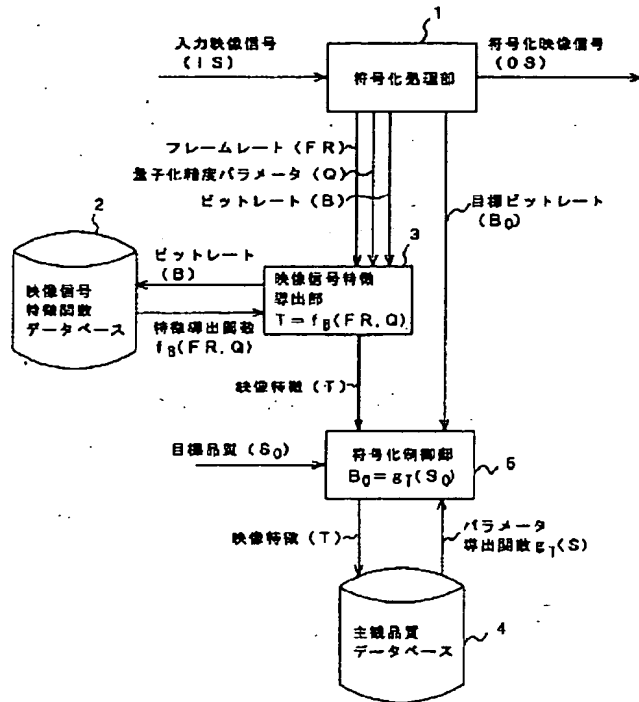 1
入力映像信号
(IS)
符号化処理部
符号化映像信号
(OS)
フレームレート(FR)
量子化精度パラメータ(Q)
ビットレート(B)
目標ビットレート
(B₀)
2
ビットレート
(B)
3
映像信号特徴
導出部
T=f_B(FR,Q)
映像信号
特徴関数
データベース
特徴導出関数
f_B(FR,Q)
映像特徴(T)
目標品質(S₀)
符号化制御部
B₀=g_T(S₀)
5
映像特徴(T)
パラメータ
導出関数g_T(S)
主観品質
データベース
4